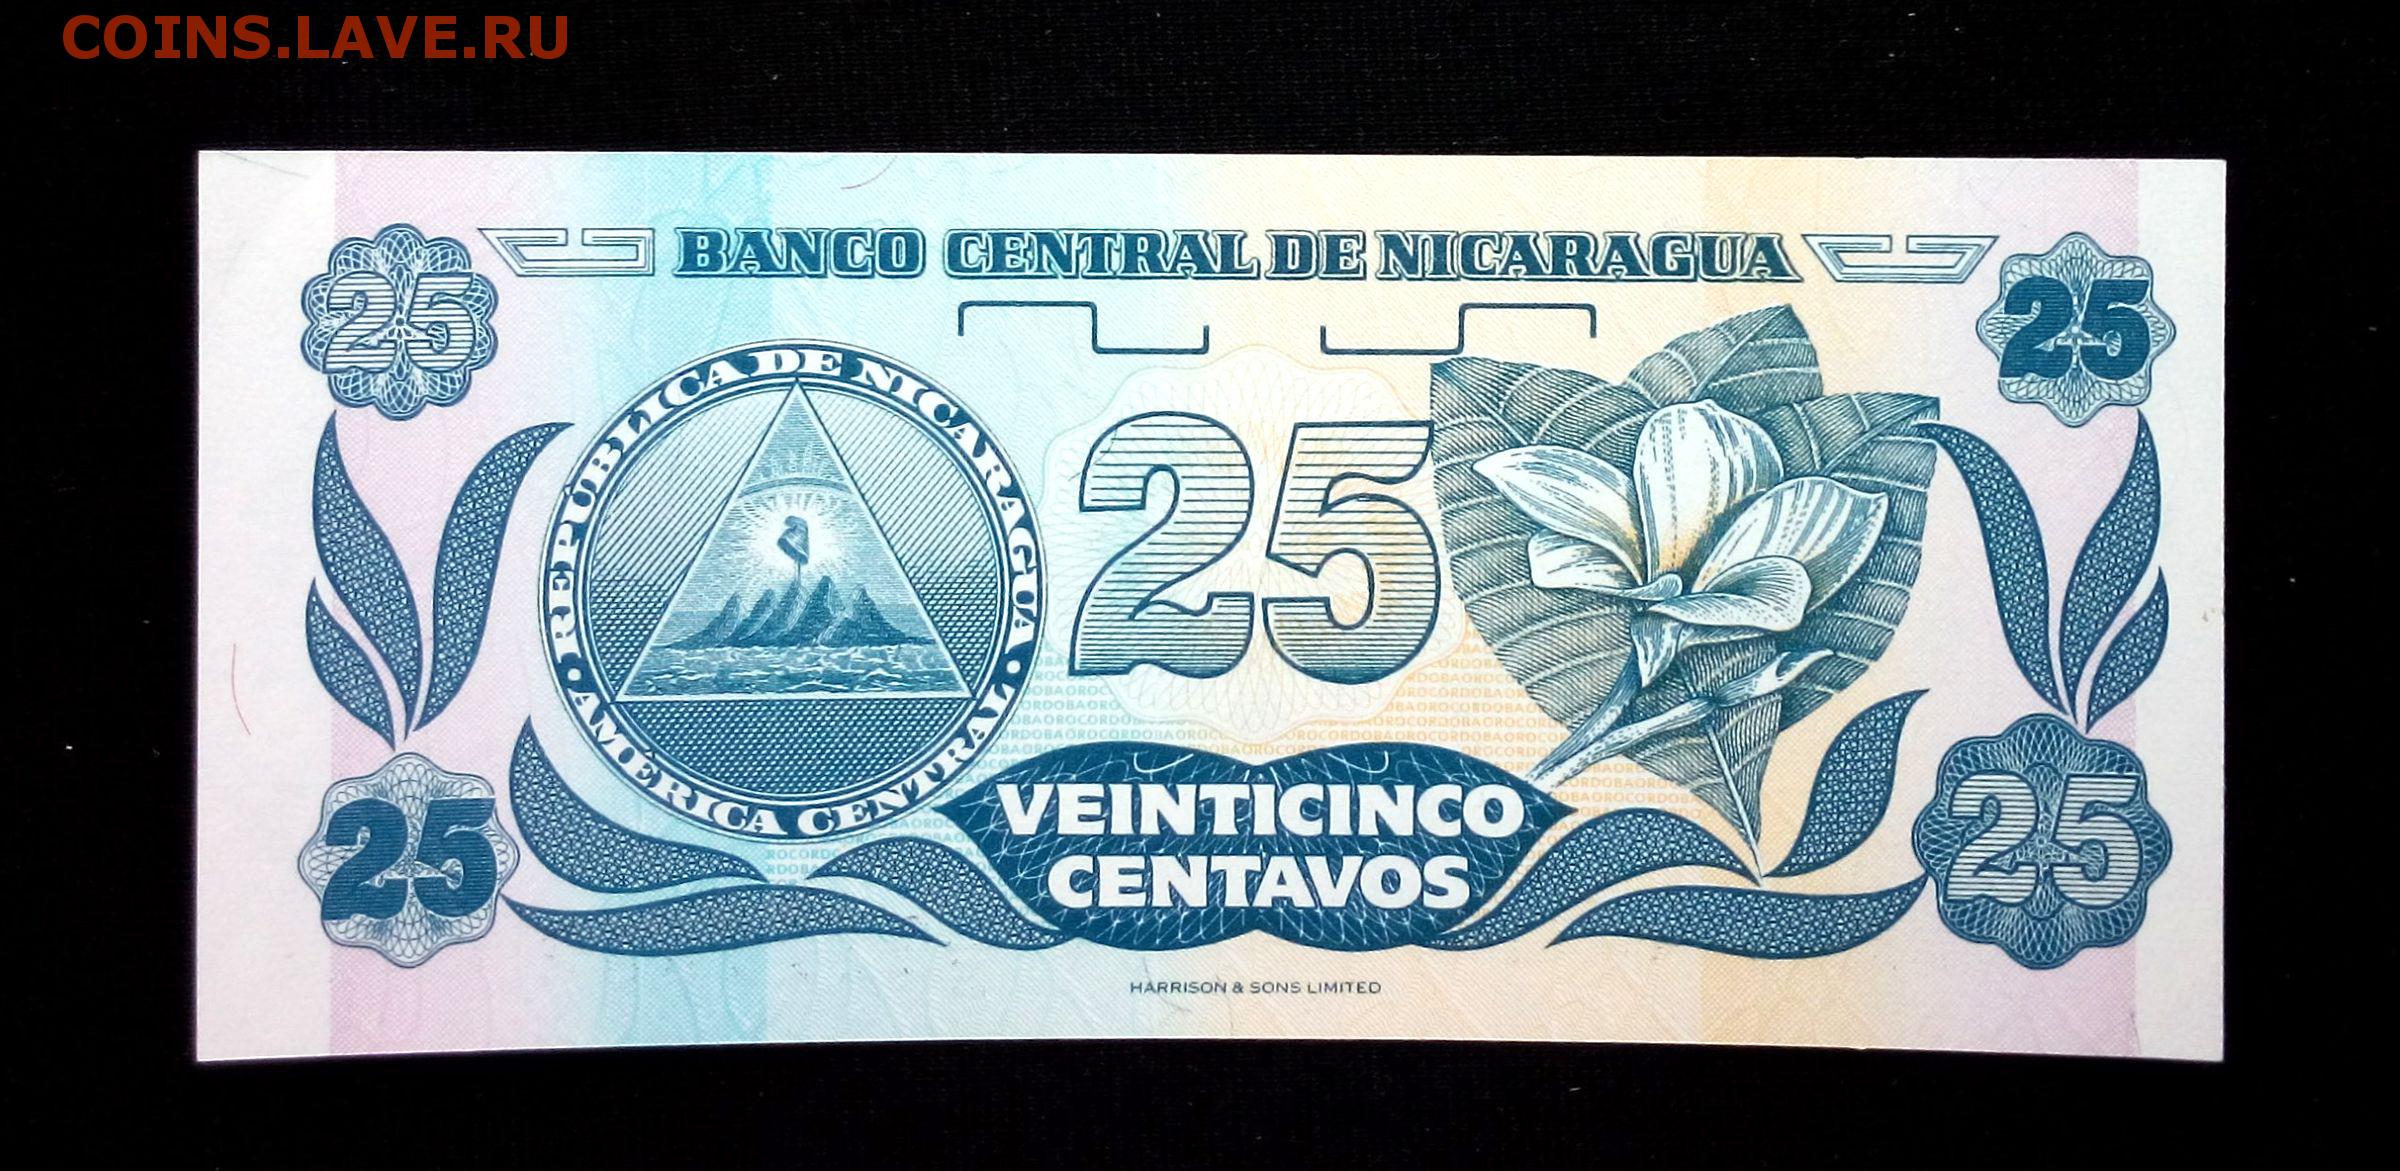 COINS.LAVE.RU
BANCO CENTRAL DE NICARAGUA
25
25
REPÚBLICA DE NICARAGUA
25
AMÉRICA CENTRAL
VEINTICINCO
CENTAVOS
25
25
HARRISON & SONS LIMITED